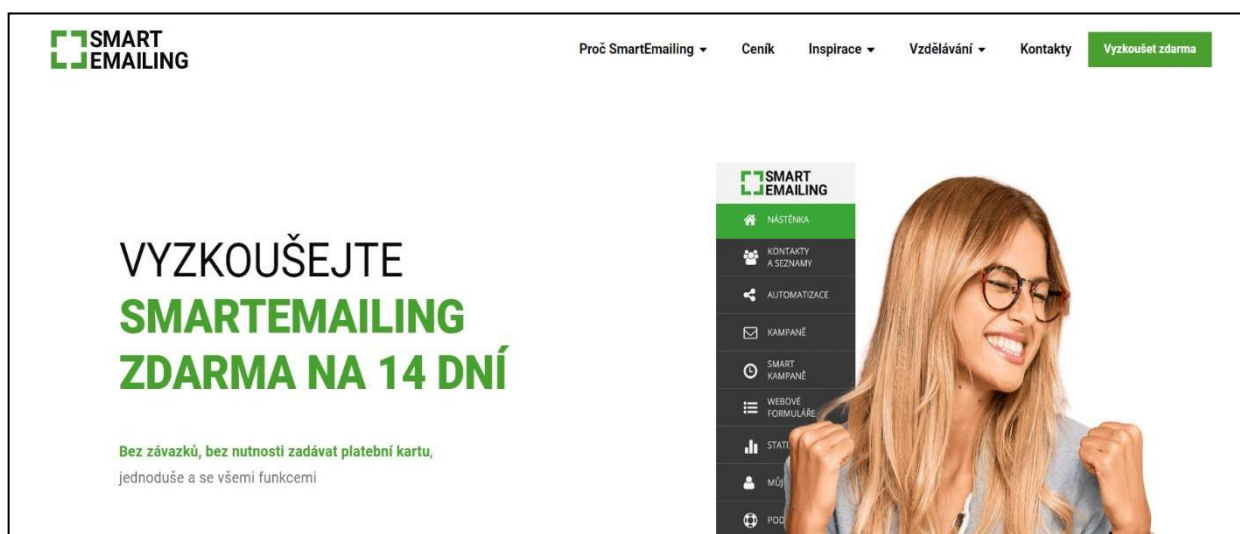 SMART
EMAILING
Proč SmartEmailing
Ceník
Inspirace
Vzdělávání
Kontakty
Vyzkoušet zdarma
VYZKOUŠEJTE
SMARTEMAILING
ZDARMA NA 14 DNÍ
Bez závazků, bez nutnosti zadávat platební kartu,
jednoduše a se všemi funkcemi
SMART
EMAILING
NÁSTĚNKA
KONTAKTY
A SEZNAMY
AUTOMATIZACE
KAMPANĚ
SMART
KAMPANĚ
WEBOVÉ
FORMULÁŘE